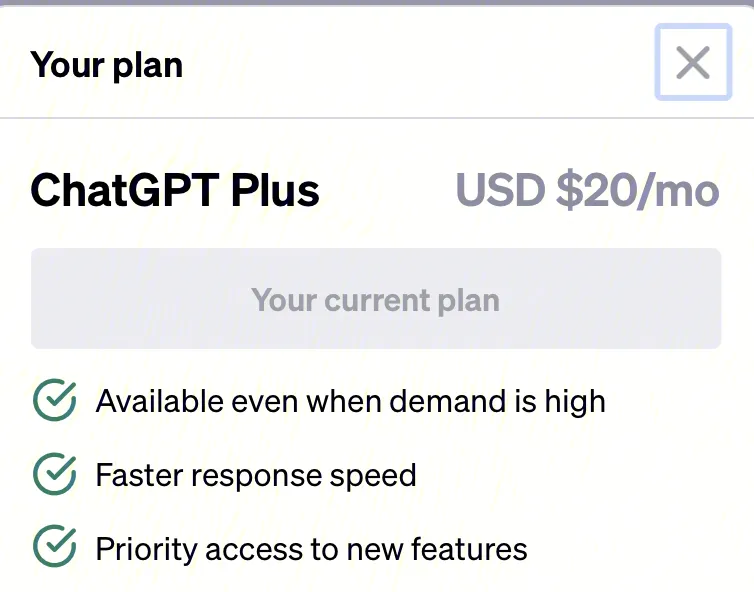 Your plan
ChatGPT Plus USD $20/mo
Your current plan
Available even when demand is high
Faster response speed
Priority access to new features